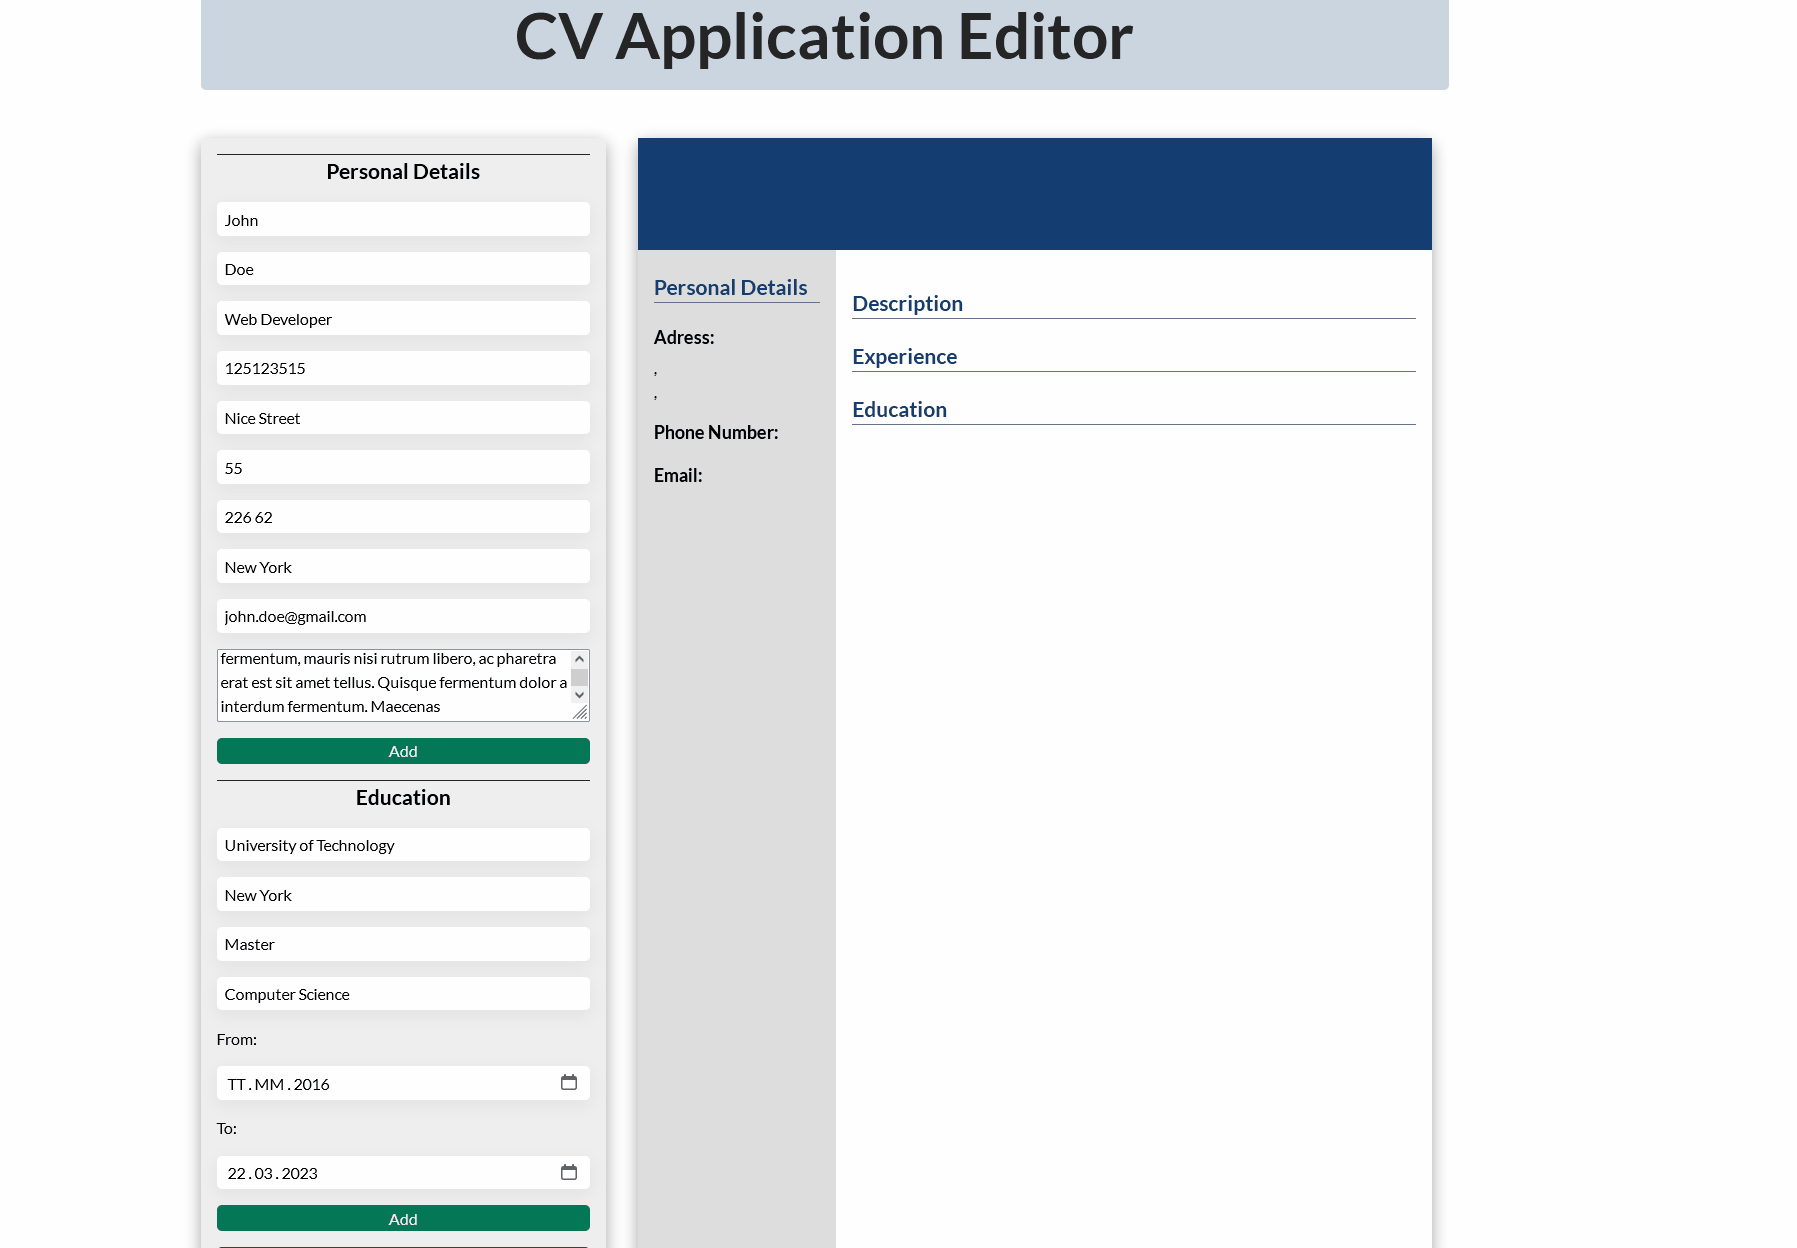 CV Application Editor
Personal Details
John
Doe
Web Developer
125123515
Nice Street
55
226 62
New York
john.doe@gmail.com
fermentum, mauris nisi rutrum libero, ac pharetra
erat est sit amet tellus. Quisque fermentum dolor a
interdum fermentum. Maecenas
Add
Education
University of Technology
New York
Master
Computer Science
From:
TT . MM . 2016
To:
22 . 03 . 2023
Add
Personal Details
Adress:
,
,
Phone Number:
Email:
Description
Experience
Education